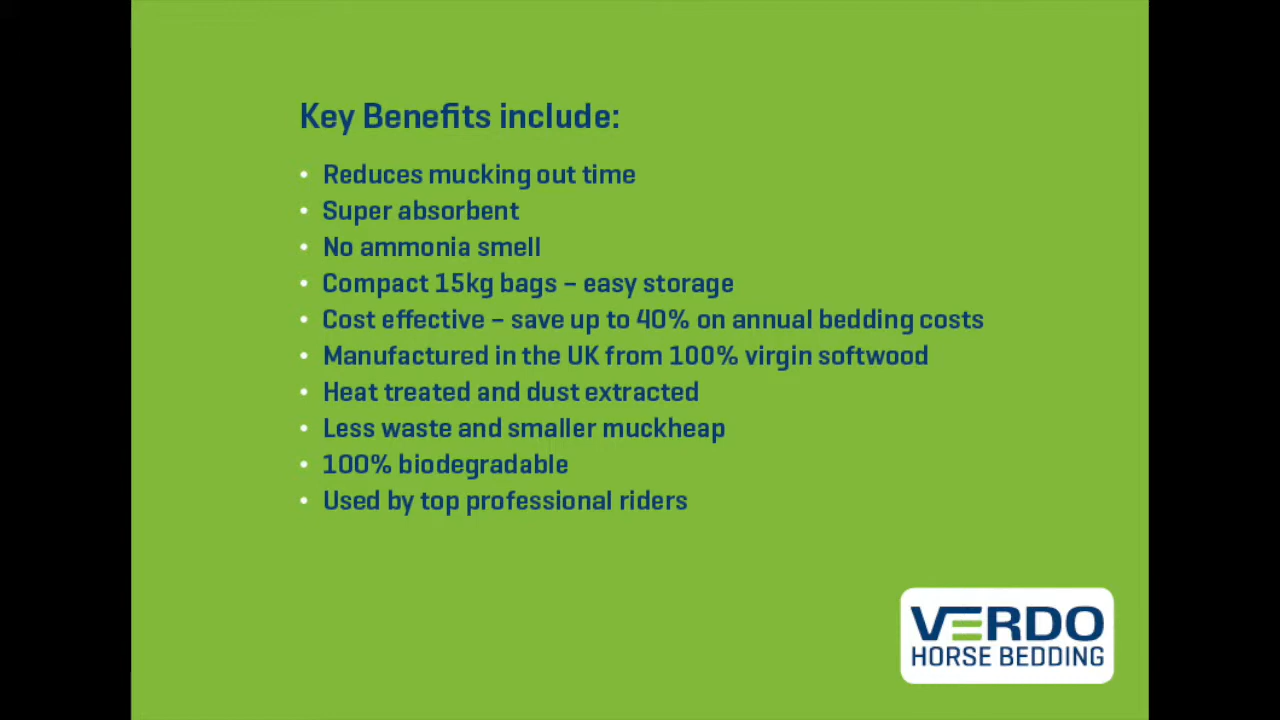 Key Benefits include:
• Reduces mucking out time
• Super absorbent
• No ammonia smell
• Compact 15kg bags – easy storage
• Cost effective – save up to 40% on annual bedding costs
• Manufactured in the UK from 100% virgin softwood
• Heat treated and dust extracted
• Less waste and smaller muckheap
• 100% biodegradable
• Used by top professional riders
VERDO
HORSE BEDDING